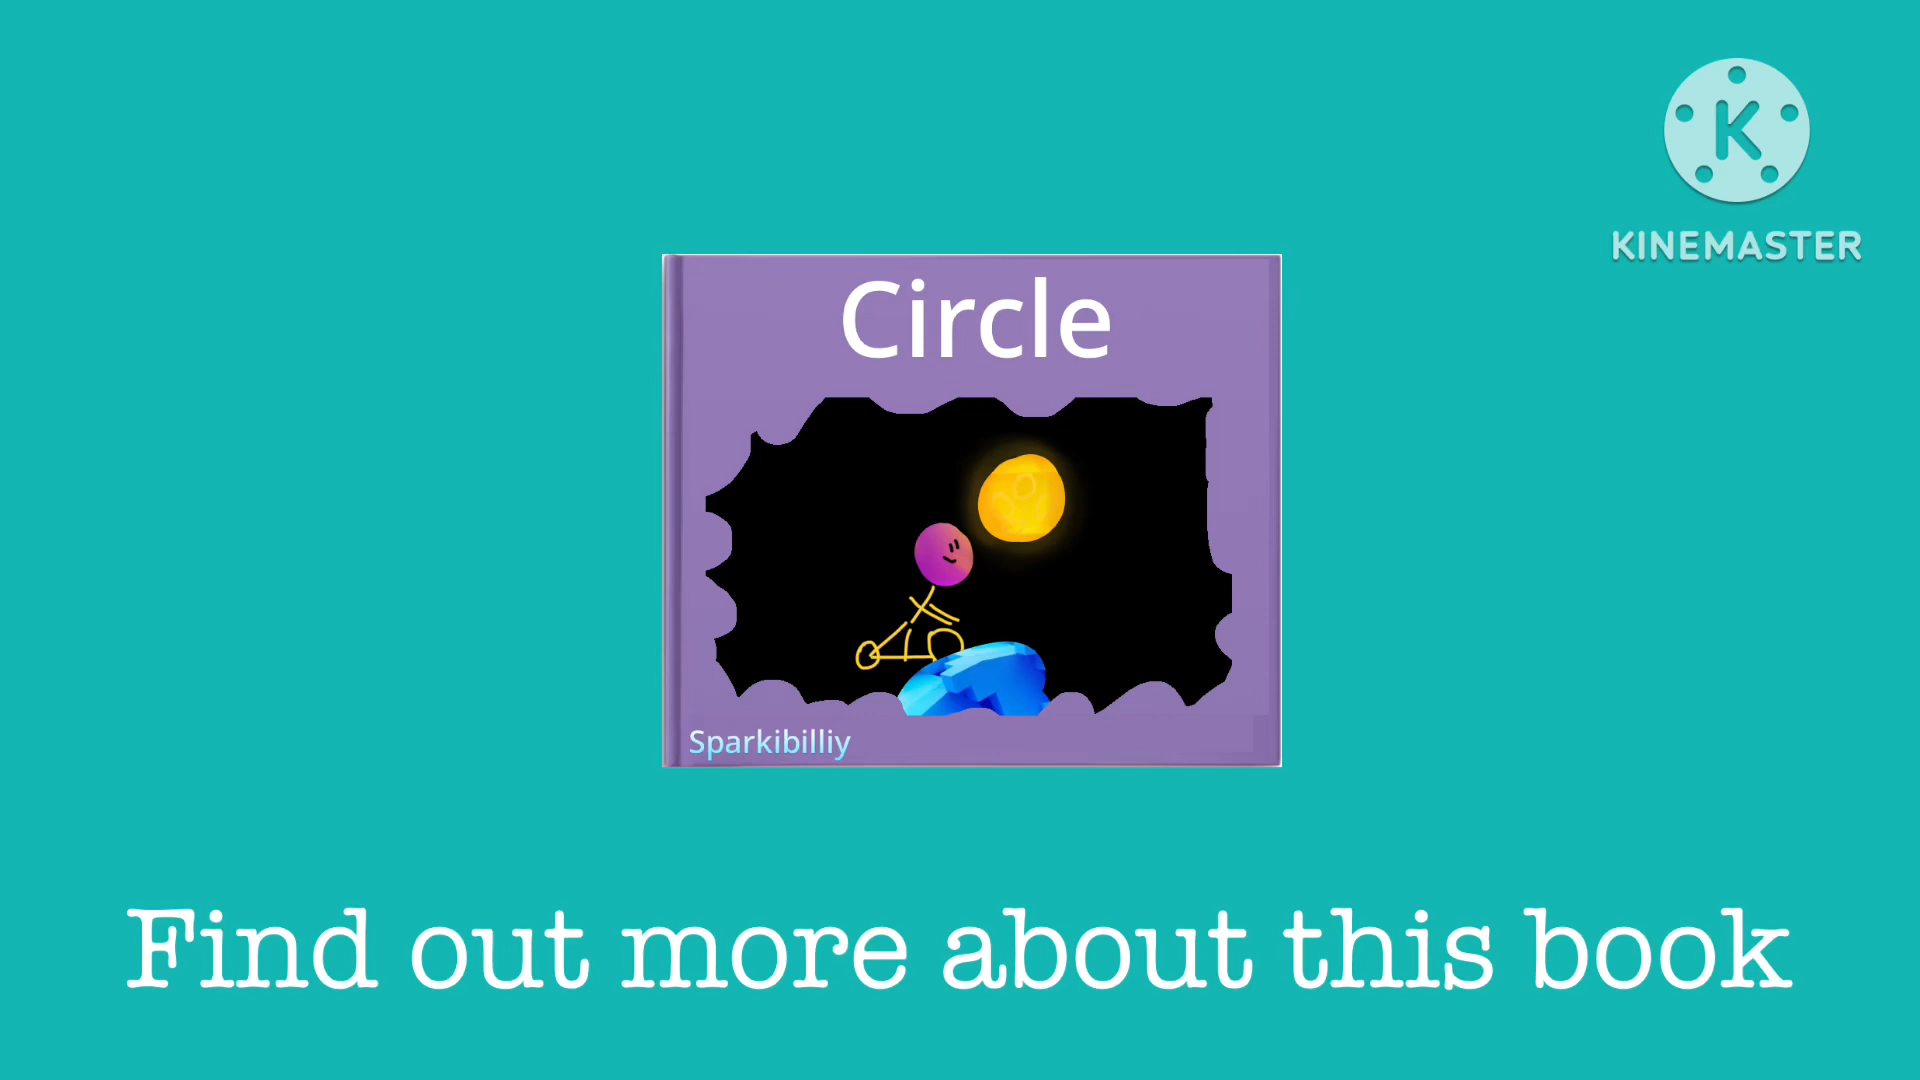 K
KINEMASTER
Circle
Sparkibilliy
Find out more about this book